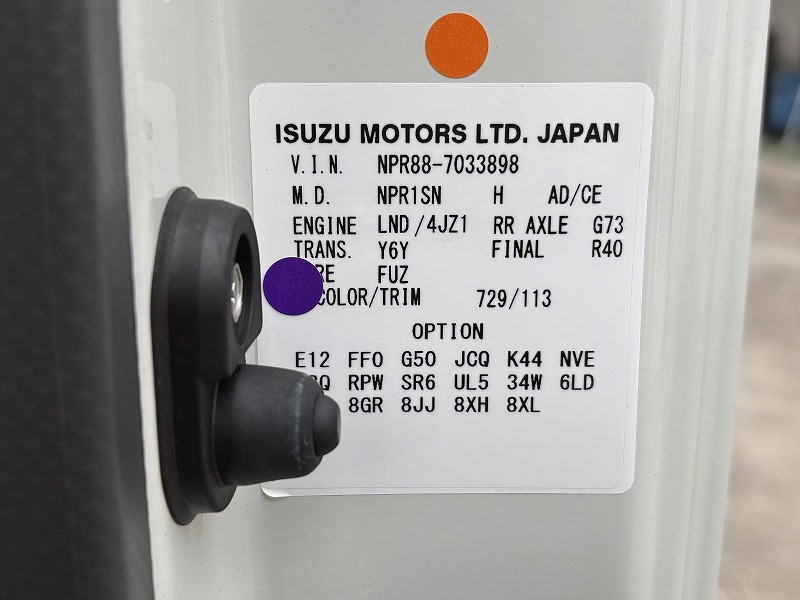 ISUZU MOTORS LTD. JAPAN
V.I.N. NPR88-7033898
M.D. NPR1SN H AD/CE
ENGINE LND/4JZ1 RR AXLE G73
TRANS. Y6Y FINAL R40
FUZ
COLOR/TRIM 729/113
OPTION
E12 FF0 G50 JCQ K44 NVE
RPW SR6 UL5 34W 6LD
8GR 8JJ 8XH 8XL